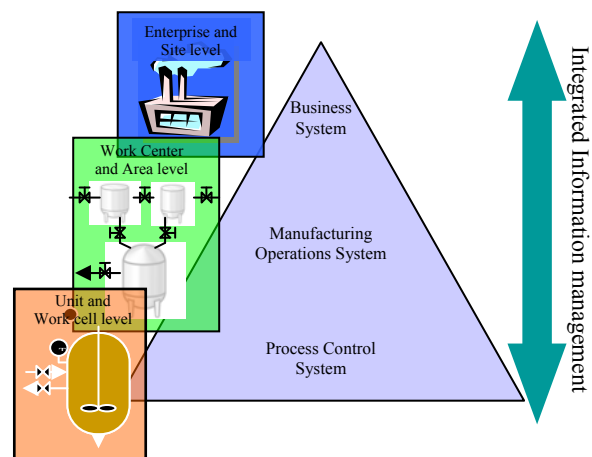 Enterprise and
Site level
Business
System
Work Center
and Area level
Manufacturing
Operations System
Unit and
Work cell level
Process Control
System
Integrated Information management